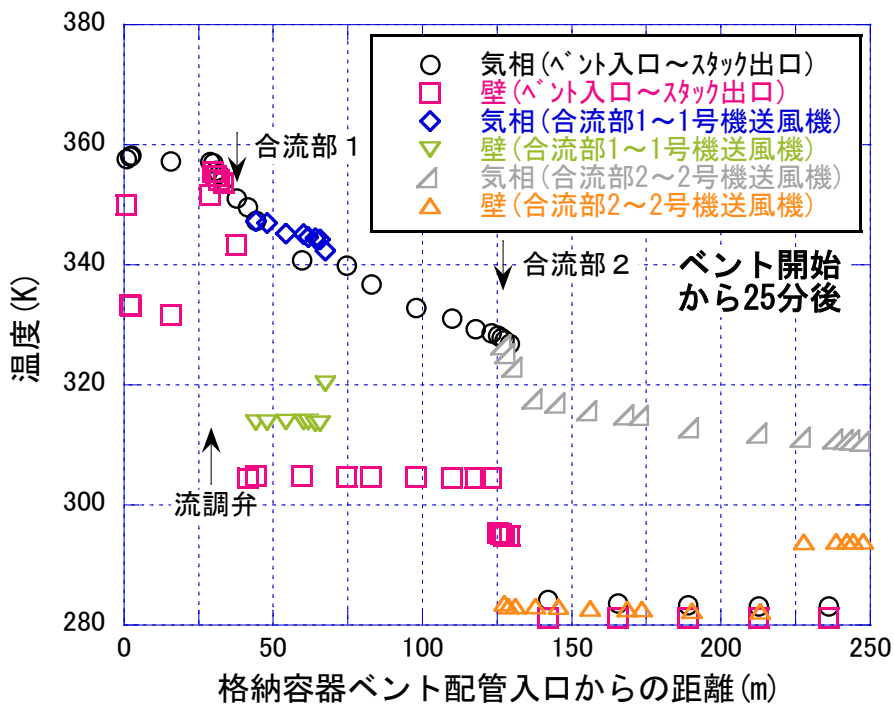 380
360
340
320
300
280
温度(K)
気相(ベント入口～スタック出口)
壁(ベント入口～スタック出口)
気相(合流部1～1号機送風機)
壁(合流部1～1号機送風機)
気相(合流部2～2号機送風機)
壁(合流部2～2号機送風機)
合流部1
合流部2
ベント開始
から25分後
流調弁
0
50
100
150
200
250
格納容器ベント配管入口からの距離(m)